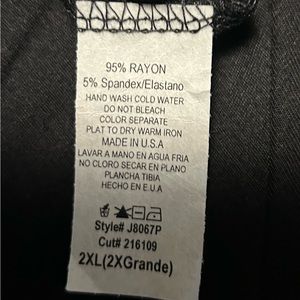 95% RAYON
5% Spandex/Elastano
HAND WASH COLD WATER
DO NOT BLEACH
COLOR SEPARATE
PLAT TO DRY WARM IRON
MADE IN U.S.A
LAVAR A MANO EN AGUA FRIA
NO CLORO SECAR EN PLANO
PLANCHA TIBIA
HECHO EN E.U.A
Style# J8067P
Cut# 216109
2XL(2XGrande)